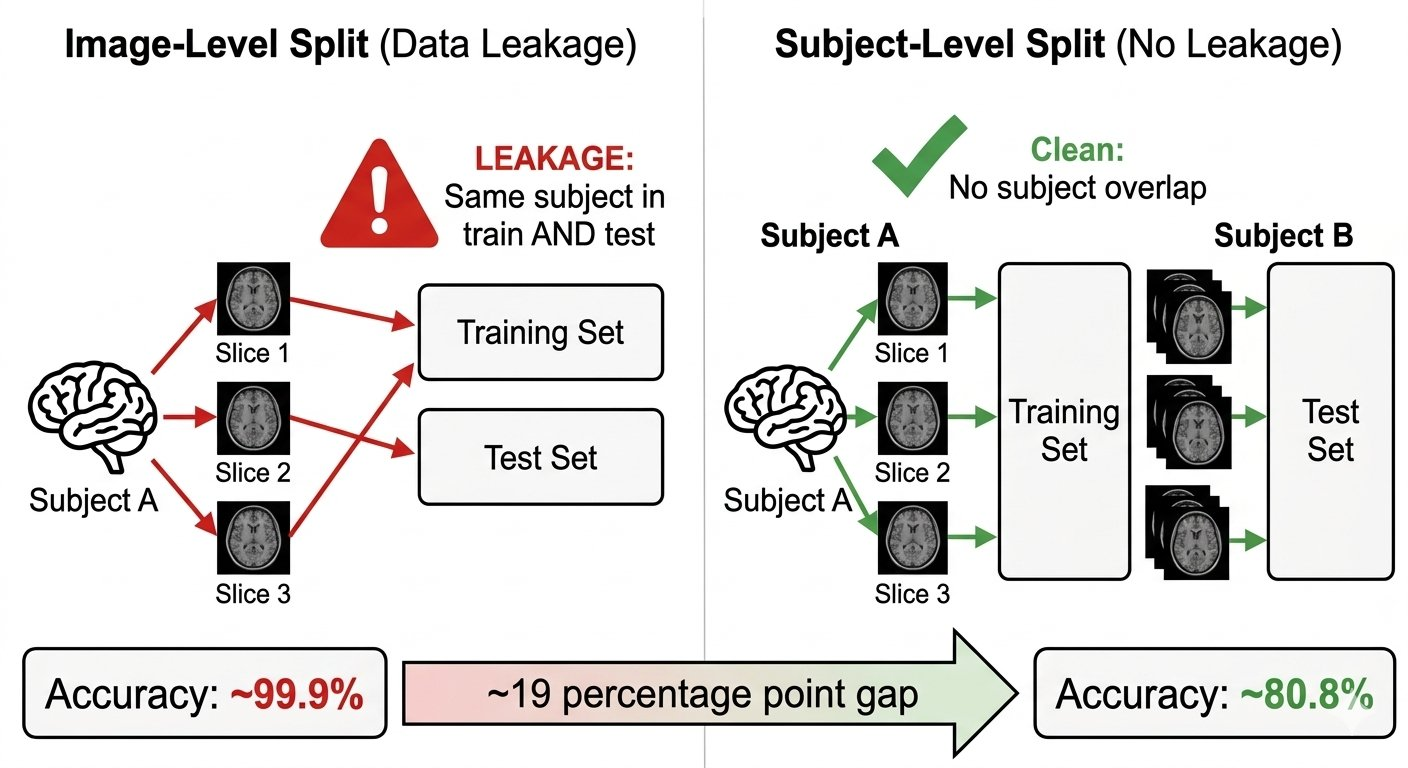 Image-Level Split (Data Leakage)
LEAKAGE:
Same subject in
train AND test
Slice 1
Slice 2
Slice 3
Subject A
Training Set
Test Set
Accuracy: ~99.9%
~19 percentage point gap
Subject-Level Split (No Leakage)
Clean:
No subject overlap
Subject A
Subject B
Slice 1
Slice 2
Slice 3
Subject A
Training
Set
Test
Set
Accuracy: ~80.8%